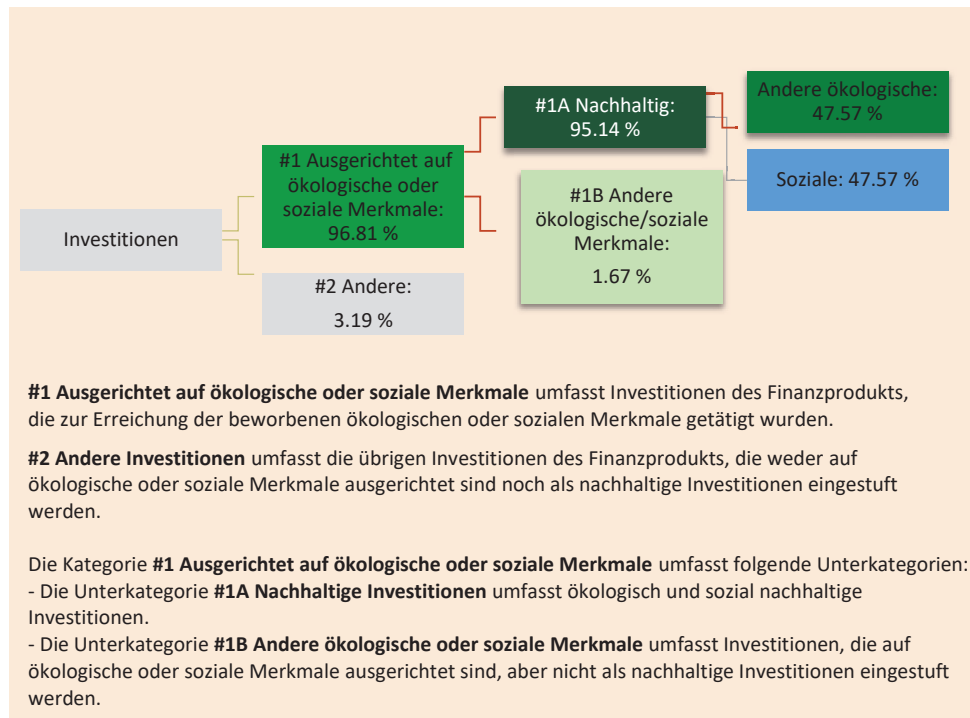 Andere ökologische:
47.57 %
#1A Nachhaltig:
95.14 %
#1 Ausgerichtet auf
ökologische oder
soziale Merkmale:
96.81 %
Soziale: 47.57 %
#1B Andere
ökologische/soziale
Merkmale:
1.67 %
Investitionen
#2 Andere:
3.19 %
#1 Ausgerichtet auf ökologische oder soziale Merkmale umfasst Investitionen des Finanzprodukts,
die zur Erreichung der beworbenen ökologischen oder sozialen Merkmale getätigt wurden.
#2 Andere Investitionen umfasst die übrigen Investitionen des Finanzprodukts, die weder auf
ökologische oder soziale Merkmale ausgerichtet sind noch als nachhaltige Investitionen eingestuft
werden.
Die Kategorie #1 Ausgerichtet auf ökologische oder soziale Merkmale umfasst folgende Unterkategorien:
- Die Unterkategorie #1A Nachhaltige Investitionen umfasst ökologisch und sozial nachhaltige
Investitionen.
- Die Unterkategorie #1B Andere ökologische oder soziale Merkmale umfasst Investitionen, die auf
ökologische oder soziale Merkmale ausgerichtet sind, aber nicht als nachhaltige Investitionen eingestuft
werden.